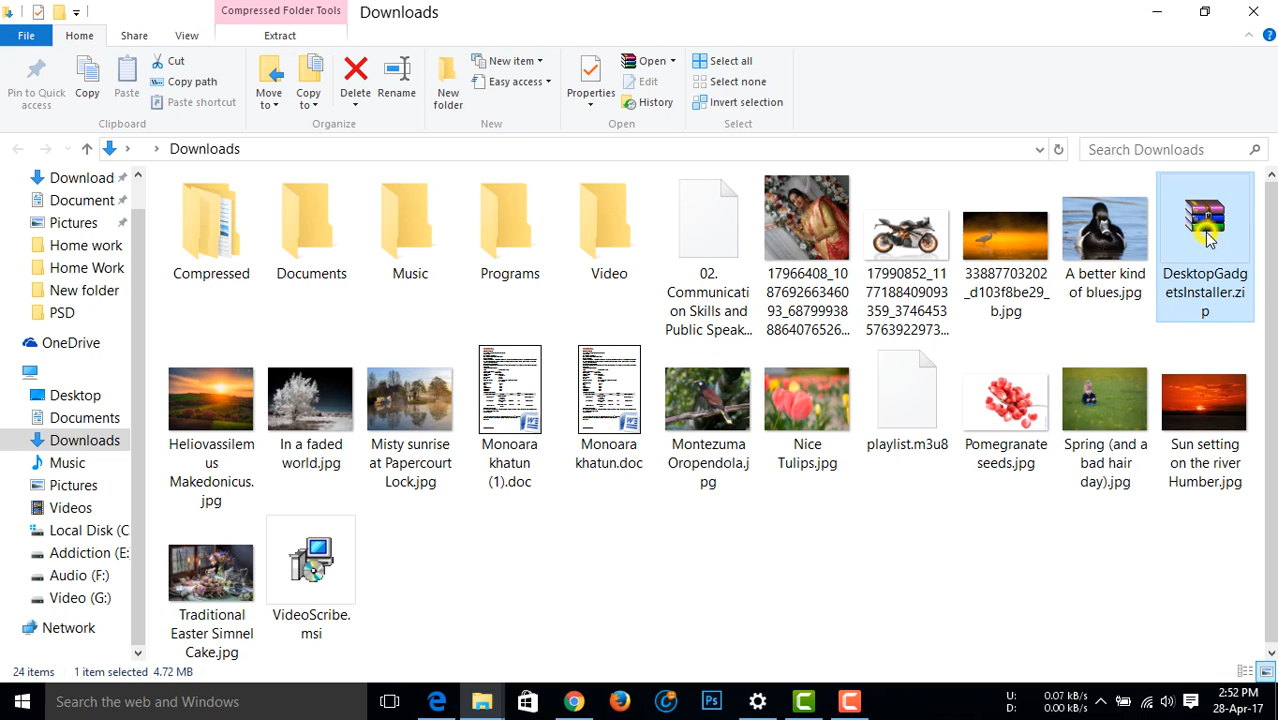 Compressed Folder Tools
Downloads
File
Home
Share
View
Extract
Pin to Quick access
Copy
Paste
Cut
Copy path
Paste shortcut
Move to
Copy to
Delete
Rename
New folder
New item
Easy access
Properties
Open
Edit
History
Select all
Select none
Invert selection
Clipboard
Organize
New
Open
Select
Downloads
Search Downloads
Download
Document
Pictures
Home work
Home Work
New folder
PSD
OneDrive
Desktop
Documents
Downloads
Music
Pictures
Videos
Local Disk (C
Addiction (E:
Audio (F:)
Video (G:)
Network
Compressed
Documents
Music
Programs
Video
02.
Communicati
on Skills and
Public Speak...
17966408_10
87692663460
93_68799938
8864076526...
17990852_11
77188409093
359_3746453
5763922973...
33887703202
_d103f8be29_
b.jpg
A better kind
of blues.jpg
DesktopGadg
etsInstaller.zi
p
Heliovassilem
us
Makedonicus.
jpg
In a faded
world.jpg
Misty sunrise
at Papercourt
Lock.jpg
Monoara
khatun
(1).doc
Monoara
khatun.doc
Montezuma
Oropendola.j
pg
Nice
Tulips.jpg
playlist.m3u8
Pomegranate
seeds.jpg
Spring (and a
bad hair
day).jpg
Sun setting
on the river
Humber.jpg
Traditional
Easter Simnel
Cake.jpg
VideoScribe.
msi
24 items
1 item selected 4.72 MB
Search the web and Windows
Ps
U: 0.07 kB/s
D: 0.00 kB/s
2:52 PM
28-Apr-17